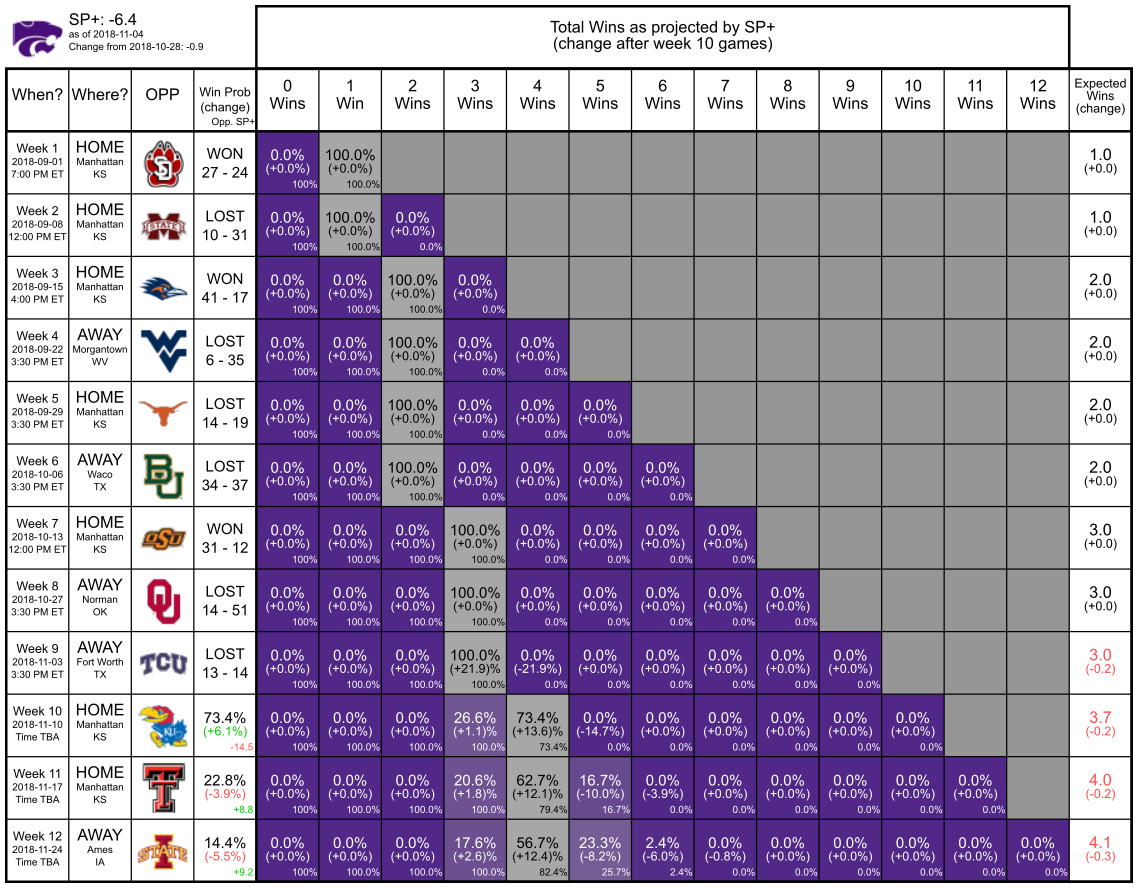 SP+: -6.4
as of 2018-11-04
Change from 2018-10-28: -0.9
Total Wins as projected by SP+
(change after week 10 games)
When? Where? OPP Win Prob (change) Opp. SP+ 0 Wins 1 Win 2 Wins 3 Wins 4 Wins 5 Wins 6 Wins 7 Wins 8 Wins 9 Wins 10 Wins 11 Wins 12 Wins Expected Wins (change)
Week 1 HOME WON 0.0% 100.0% 1.0
2018-09-01 Manhattan 27 - 24 (+0.0%) (+0.0%) (+0.0)
7:00 PM ET KS 100% 100.0%
Week 2 HOME LOST 0.0% 100.0% 0.0% 1.0
2018-09-08 Manhattan STATE 10 - 31 (+0.0%) (+0.0%) (+0.0%) (+0.0)
12:00 PM ET KS 100% 100.0% 0.0%
Week 3 HOME WON 0.0% 0.0% 100.0% 0.0% 2.0
2018-09-15 Manhattan 41 - 17 (+0.0%) (+0.0%) (+0.0%) (+0.0%) (+0.0)
4:00 PM ET KS 100% 100.0% 100.0% 0.0%
Week 4 AWAY WV LOST 0.0% 0.0% 100.0% 0.0% 0.0% 2.0
2018-09-22 Morgantown 6 - 35 (+0.0%) (+0.0%) (+0.0%) (+0.0%) (+0.0%) (+0.0)
3:30 PM ET WV 100% 100.0% 100.0% 0.0% 0.0%
Week 5 HOME LOST 0.0% 0.0% 100.0% 0.0% 0.0% 0.0% 2.0
2018-09-29 Manhattan 14 - 19 (+0.0%) (+0.0%) (+0.0%) (+0.0%) (+0.0%) (+0.0%) (+0.0)
3:30 PM ET KS 100% 100.0% 100.0% 0.0% 0.0% 0.0%
Week 6 AWAY BU LOST 0.0% 0.0% 100.0% 0.0% 0.0% 0.0% 0.0% 2.0
2018-10-06 Waco 34 - 37 (+0.0%) (+0.0%) (+0.0%) (+0.0%) (+0.0%) (+0.0%) (+0.0%) (+0.0)
3:30 PM ET TX 100% 100.0% 100.0% 0.0% 0.0% 0.0% 0.0%
Week 7 HOME OSU WON 0.0% 0.0% 0.0% 100.0% 0.0% 0.0% 0.0% 0.0% 3.0
2018-10-13 Manhattan 31 - 12 (+0.0%) (+0.0%) (+0.0%) (+0.0%) (+0.0%) (+0.0%) (+0.0%) (+0.0%) (+0.0)
12:00 PM ET KS 100% 100.0% 100.0% 100.0% 0.0% 0.0% 0.0% 0.0%
Week 8 AWAY OU LOST 0.0% 0.0% 0.0% 100.0% 0.0% 0.0% 0.0% 0.0% 0.0% 3.0
2018-10-27 Norman 14 - 51 (+0.0%) (+0.0%) (+0.0%) (+0.0%) (+0.0%) (+0.0%) (+0.0%) (+0.0%) (+0.0%) (+0.0)
3:30 PM ET OK 100% 100.0% 100.0% 100.0% 0.0% 0.0% 0.0% 0.0% 0.0%
Week 9 AWAY TCU LOST 0.0% 0.0% 0.0% 100.0% 0.0% 0.0% 0.0% 0.0% 0.0% 0.0% 3.0
2018-11-03 Fort Worth 13 - 14 (+0.0%) (+0.0%) (+0.0%) (+21.9)% (-21.9%) (+0.0%) (+0.0%) (+0.0%) (+0.0%) (+0.0%) (-0.2)
3:30 PM ET TX 100% 100.0% 100.0% 100.0% 0.0% 0.0% 0.0% 0.0% 0.0% 0.0%
Week 10 HOME KU 73.4% 0.0% 0.0% 0.0% 26.6% 73.4% 0.0% 0.0% 0.0% 0.0% 0.0% 0.0% 3.7
2018-11-10 Manhattan (+6.1%) (+0.0%) (+0.0%) (+0.0%) (+1.1)% (+13.6)% (-14.7%) (+0.0%) (+0.0%) (+0.0%) (+0.0%) (+0.0%) (-0.2)
Time TBA KS -14.5 100% 100.0% 100.0% 100.0% 73.4% 0.0% 0.0% 0.0% 0.0% 0.0% 0.0%
Week 11 HOME 22.8% 0.0% 0.0% 0.0% 20.6% 62.7% 16.7% 0.0% 0.0% 0.0% 0.0% 0.0% 0.0% 4.0
2018-11-17 Manhattan (-3.9%) (+0.0%) (+0.0%) (+0.0%) (+1.8)% (+12.1)% (-10.0%) (-3.9%) (+0.0%) (+0.0%) (+0.0%) (+0.0%) (+0.0%) (-0.2)
Time TBA KS +8.8 100% 100.0% 100.0% 100.0% 79.4% 16.7% 0.0% 0.0% 0.0% 0.0% 0.0% 0.0%
Week 12 AWAY STATE 14.4% 0.0% 0.0% 0.0% 17.6% 56.7% 23.3% 2.4% 0.0% 0.0% 0.0% 0.0% 0.0% 0.0% 4.1
2018-11-24 Ames (-5.5%) (+0.0%) (+0.0%) (+0.0%) (+2.6)% (+12.4)% (-8.2%) (-6.0%) (-0.8%) (+0.0%) (+0.0%) (+0.0%) (+0.0%) (+0.0%) (-0.3)
Time TBA IA +9.2 100% 100.0% 100.0% 100.0% 82.4% 25.7% 2.4% 0.0% 0.0% 0.0% 0.0% 0.0% 0.0%